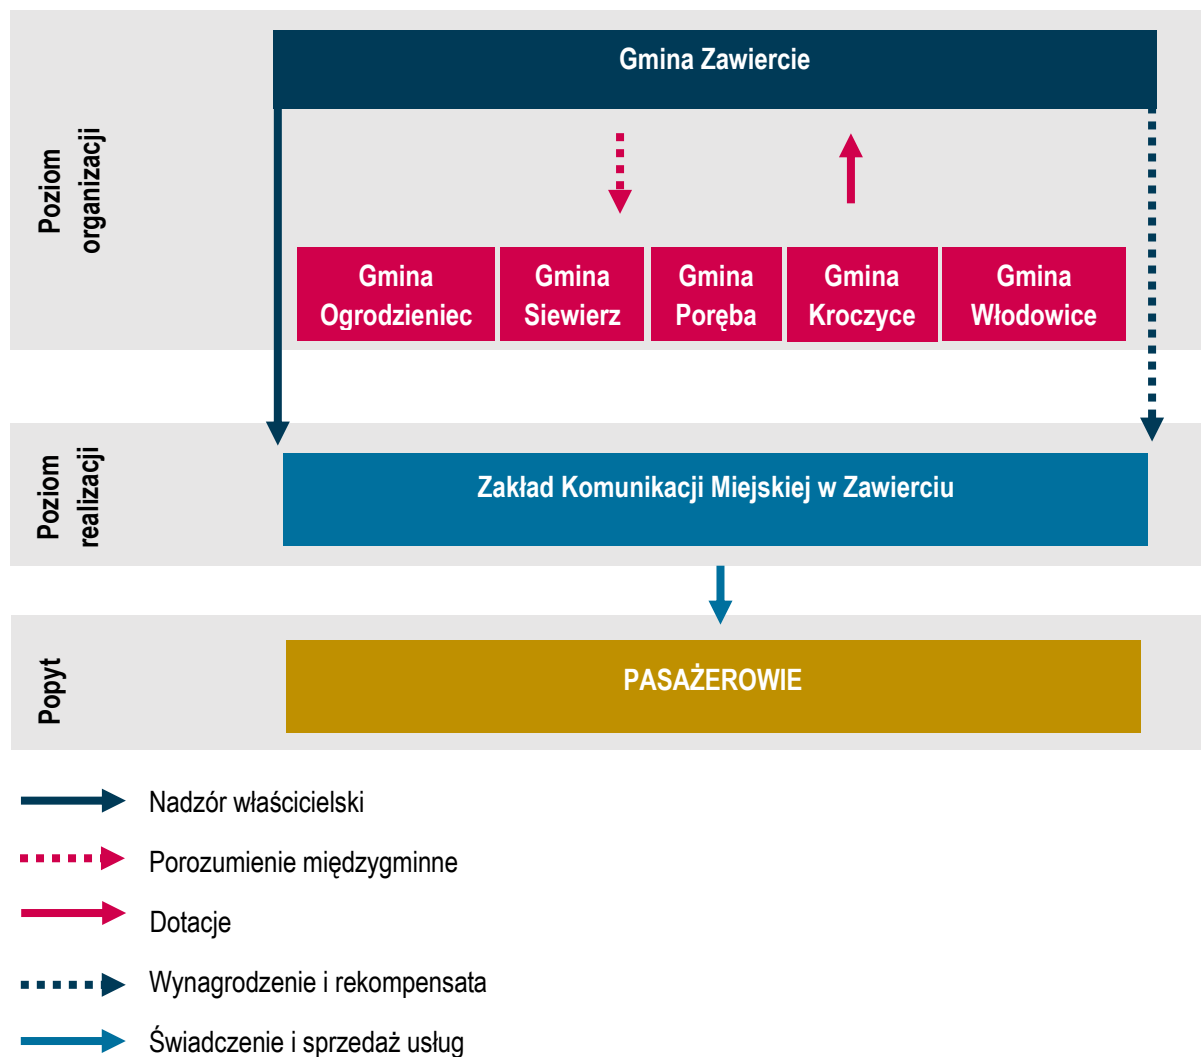 Gmina Zawiercie
Poziom
organizacji
Gmina
Ogrodzieniec
Gmina
Siewierz
Gmina
Poręba
Gmina
Kroczyce
Gmina
Włodowice
Poziom
realizacji
Zakład Komunikacji Miejskiej w Zawierciu
Popyt
PASAŻEROWIE
Nadzór właścicielski
Porozumienie międzygminne
Dotacje
Wynagrodzenie i rekompensata
Świadczenie i sprzedaż usług